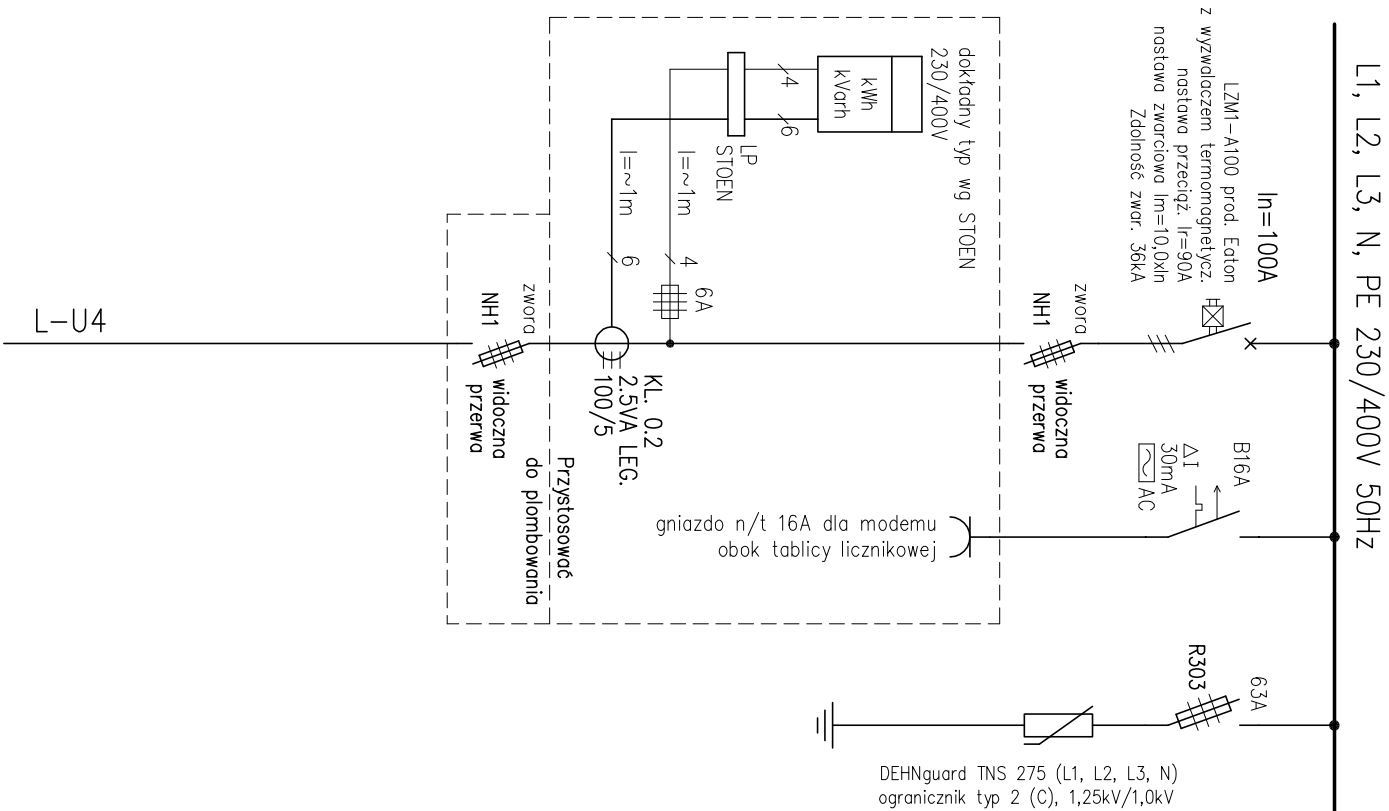 L1, L2, L3, N, PE 230/400V 50Hz
In=100A
LZM1-A100 prod. Eaton
z wyzwalaczem termomagnetycz.
nastawa przeciąż. Ir=90A
nastawa zwarciowa Im=10,0xIn
Zdolność zwar. 36kA
dokładny typ wg STOEN
230/400V
kWh
kVarh
4
6
LP
STOEN
l=~1m
l=~1m
4
6
6A
zwora
NH1
widoczna
przerwa
zwora
NH1
widoczna
przerwa
L-U4
KL. 0.2
2.5VA LEG.
100/5
Przystosować
do plombowania
B16A
ΔI
30mA
AC
gniazdo n/t 16A dla modemu
obok tablicy licznikowej
63A
R303
DEHNguard TNS 275 (L1, L2, L3, N)
ogranicznik typ 2 (C), 1,25kV/1,0kV